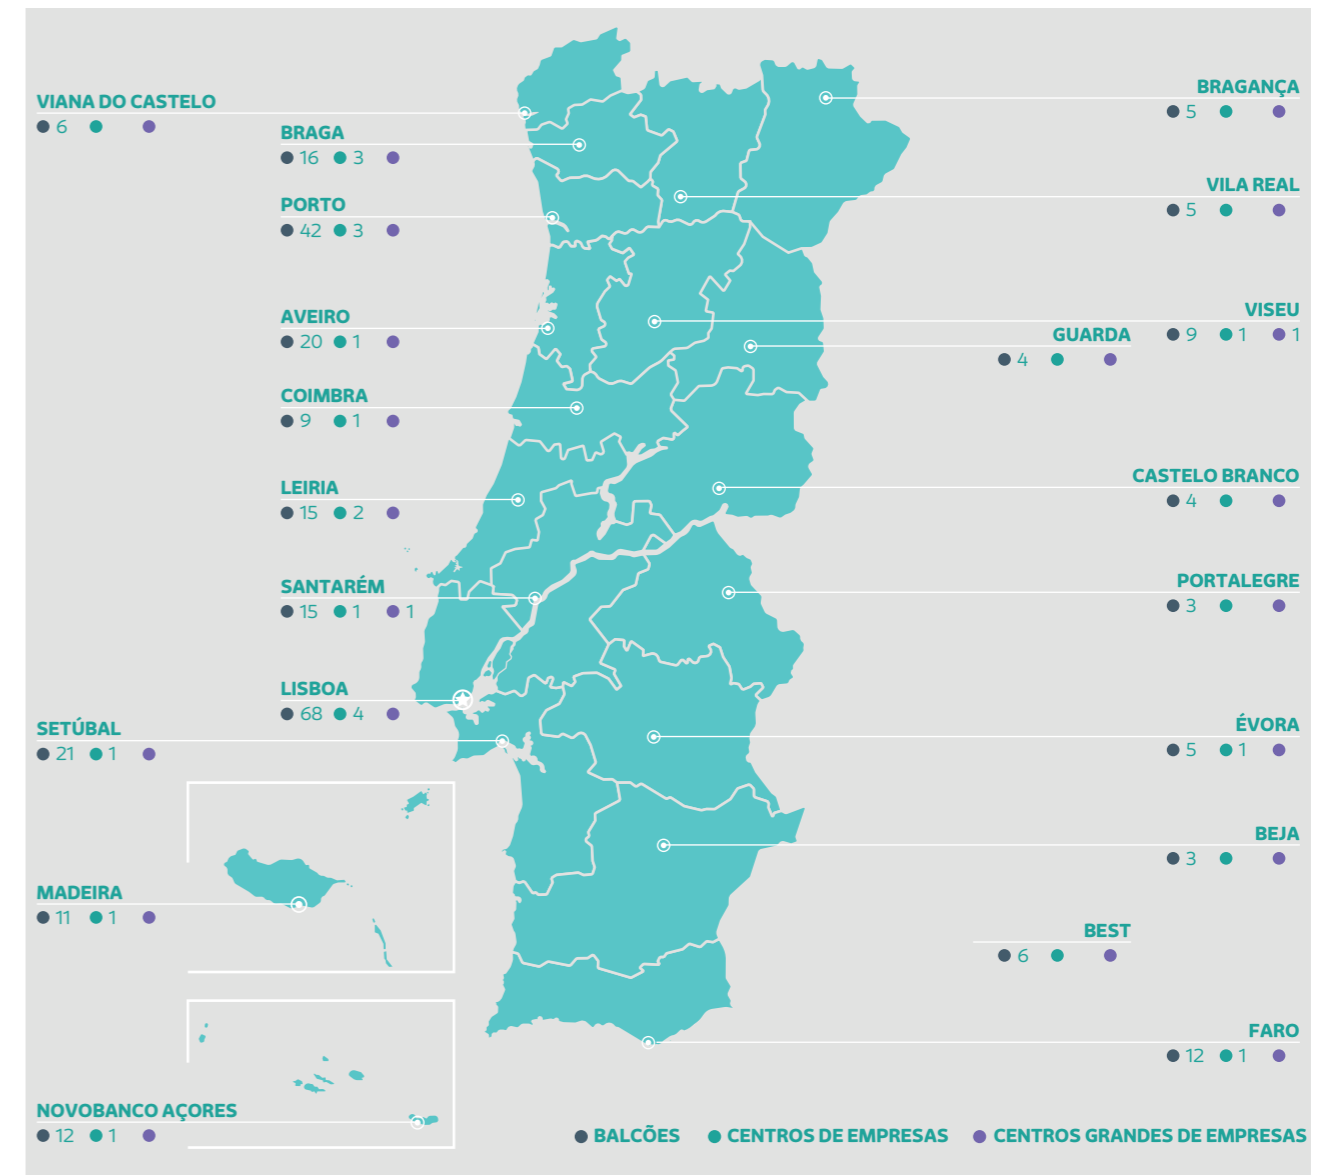 VIANA DO CASTELO
6
BRAGA
16 3
PORTO
42 3
AVEIRO
20 1
COIMBRA
9 1
LEIRIA
15 2
SANTARÉM
15 1 1
LISBOA
68 4
SETÚBAL
21 1
MADEIRA
11 1
NOVOBANCO AÇORES
12 1
BRAGANÇA
5
VILA REAL
5
VISEU
9 1 1
GUARDA
4
CASTELO BRANCO
4
PORTALEGRE
3
ÉVORA
5 1
BEJA
3
BEST
6
FARO
12 1
BALCÕES CENTROS DE EMPRESAS CENTROS GRANDES DE EMPRESAS